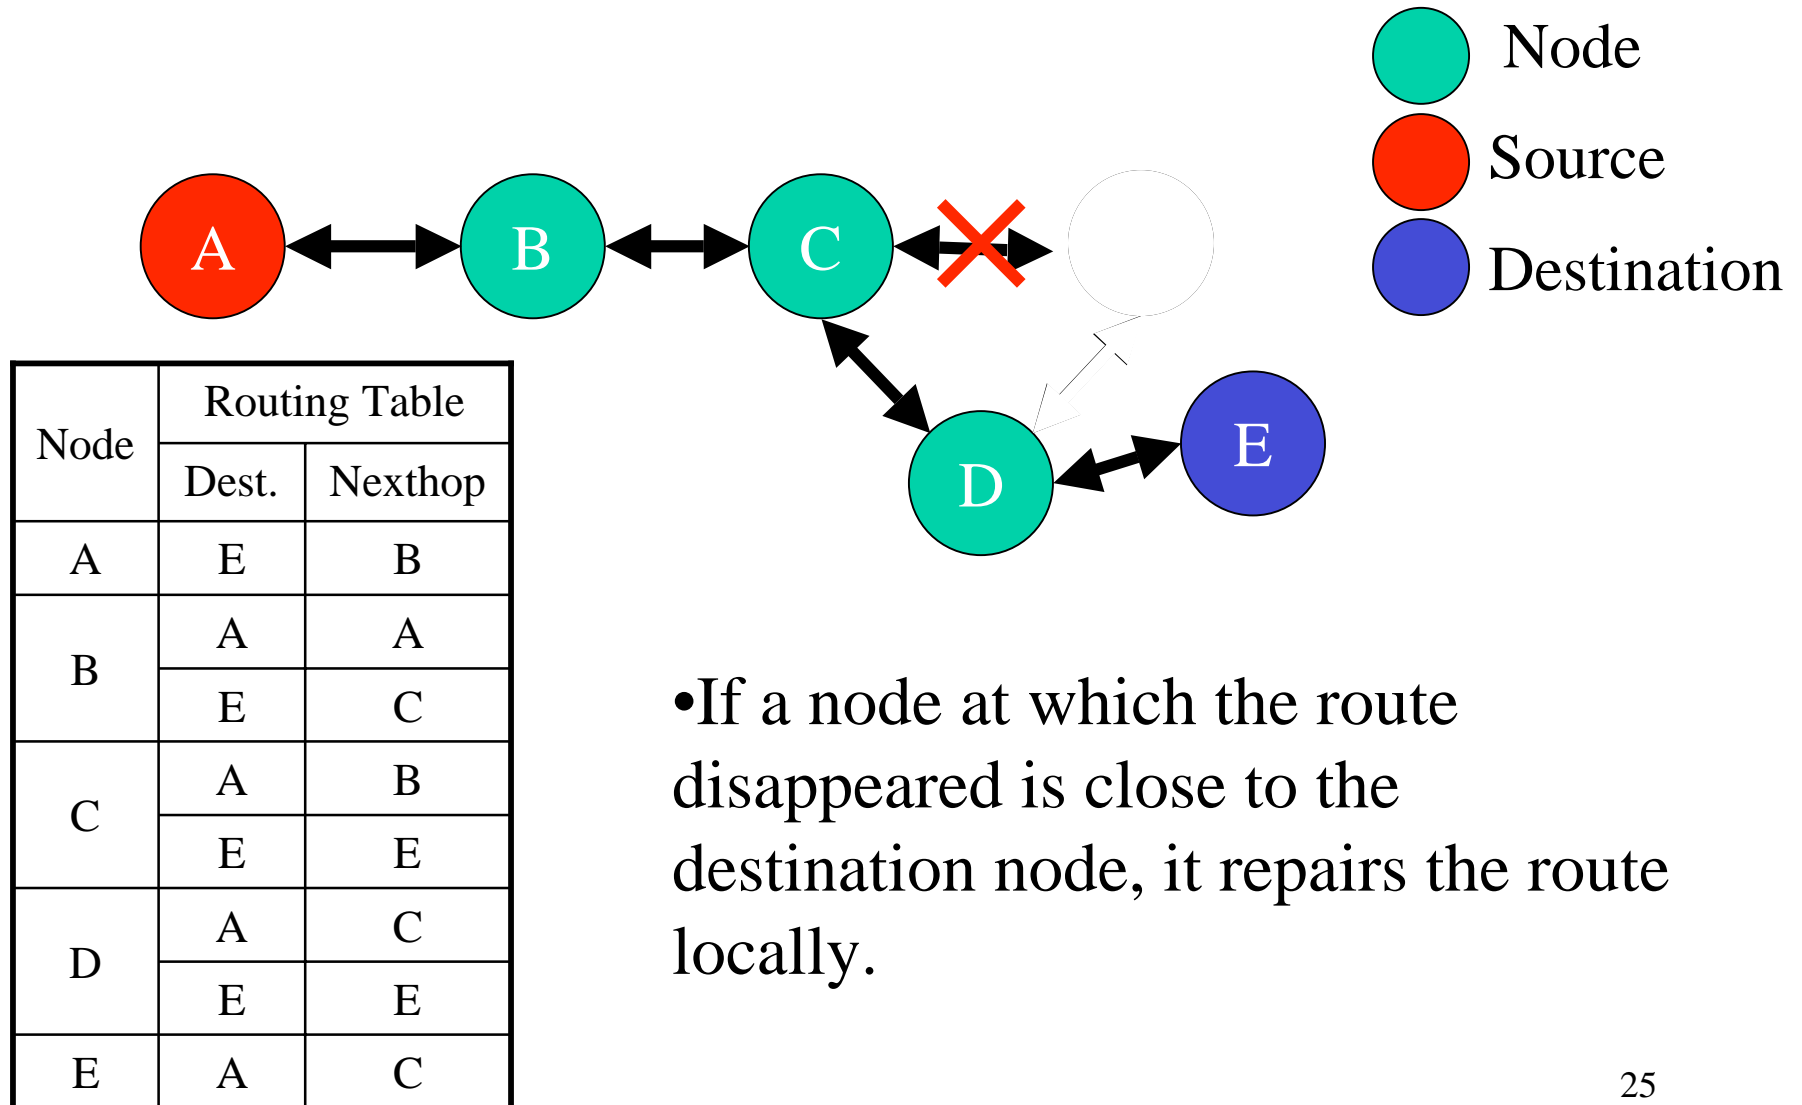 Node
Source
Destination
A
B
C
D
E
Node
Routing Table
Dest. Nexthop
A E B
B A A
E C
C A B
E E
D A C
E E
E A C
•If a node at which the route
disappeared is close to the
destination node, it repairs the route
locally.
25